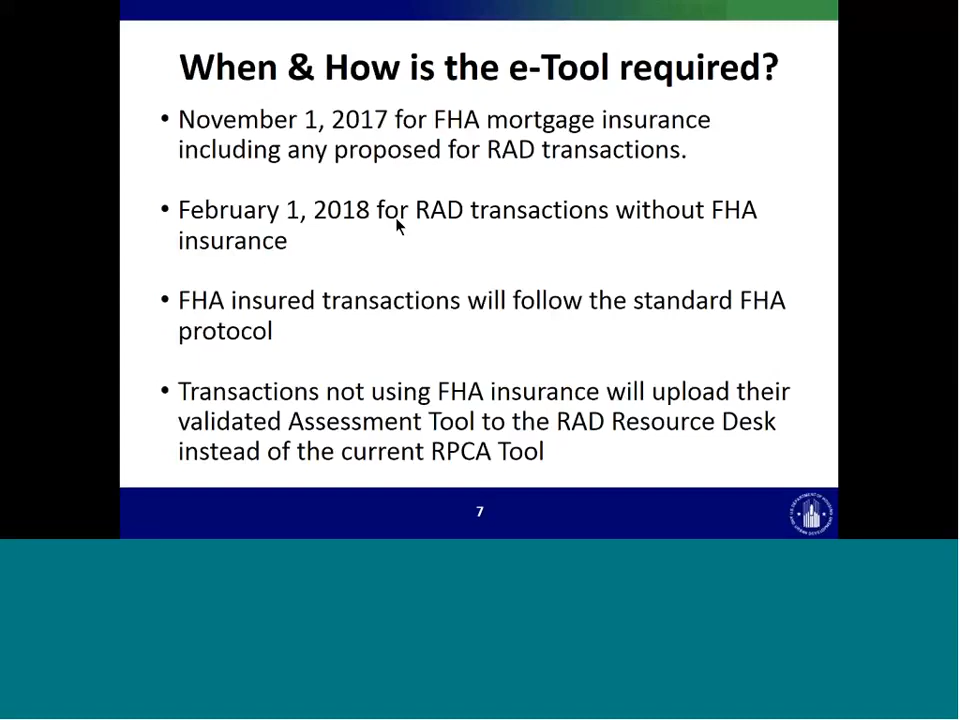 When & How is the e-Tool required?
• November 1, 2017 for FHA mortgage insurance
including any proposed for RAD transactions.
• February 1, 2018 for RAD transactions without FHA
insurance
• FHA insured transactions will follow the standard FHA
protocol
• Transactions not using FHA insurance will upload their
validated Assessment Tool to the RAD Resource Desk
instead of the current RPCA Tool
7